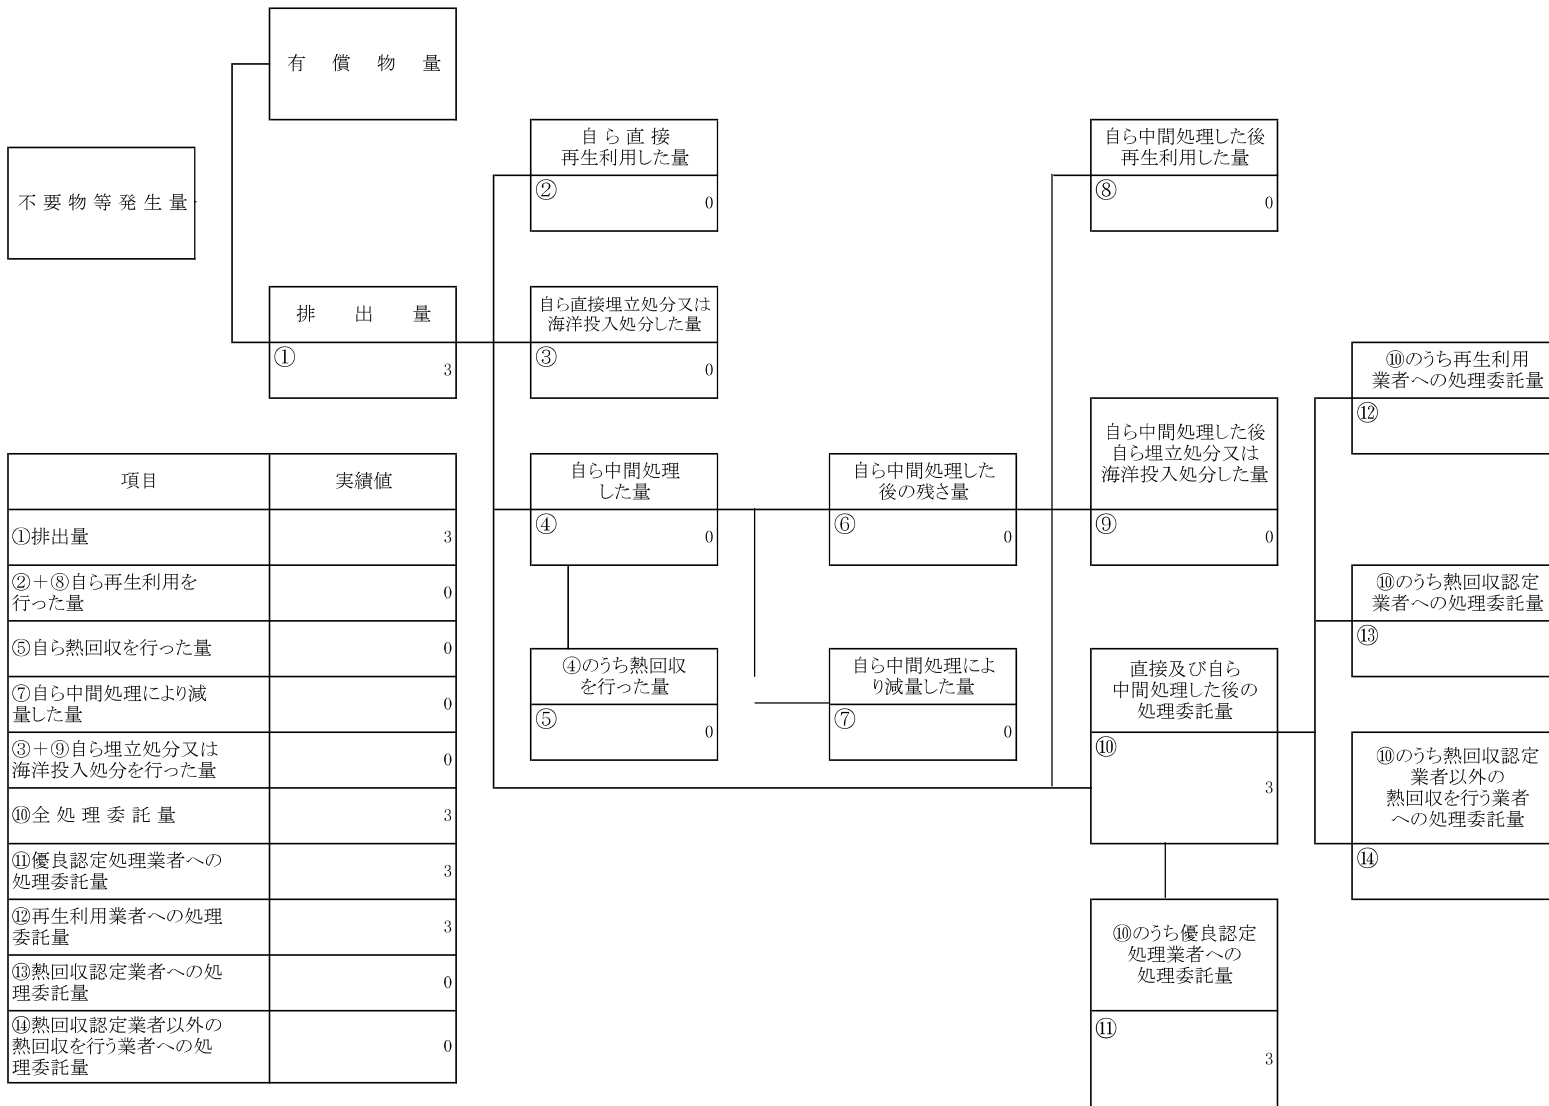 有償物量
不要物等発生量
排出量
①
3
自ら直接
再生利用した量
②
0
自ら直接埋立処分又は
海洋投入処分した量
③
0
自ら中間処理
した量
④
0
④のうち熱回収
を行った量
⑤
0
自ら中間処理した
後の残さ量
⑥
0
自ら中間処理によ
り減量した量
⑦
0
自ら中間処理した後
再生利用した量
⑧
0
自ら中間処理した後
自ら埋立処分又は
海洋投入処分した量
⑨
0
直接及び自ら
中間処理した後の
処理委託量
⑩
3
⑩のうち優良認定
処理業者への
処理委託量
⑪
3
⑩のうち再生利用
業者への処理委託量
⑫
⑩のうち熱回収認定
業者への処理委託量
⑬
⑩のうち熱回収認定
業者以外の
熱回収を行う業者
への処理委託量
⑭
項目 実績値
①排出量 3
②＋⑧自ら再生利用を
行った量 0
⑤自ら熱回収を行った量 0
⑦自ら中間処理により減
量した量 0
③＋⑨自ら埋立処分又は
海洋投入処分を行った量 0
⑩全処理委託量 3
⑪優良認定処理業者への
処理委託量 3
⑫再生利用業者への処理
委託量 3
⑬熱回収認定業者への処
理委託量 0
⑭熱回収認定業者以外の
熱回収を行う業者への処
理委託量 0